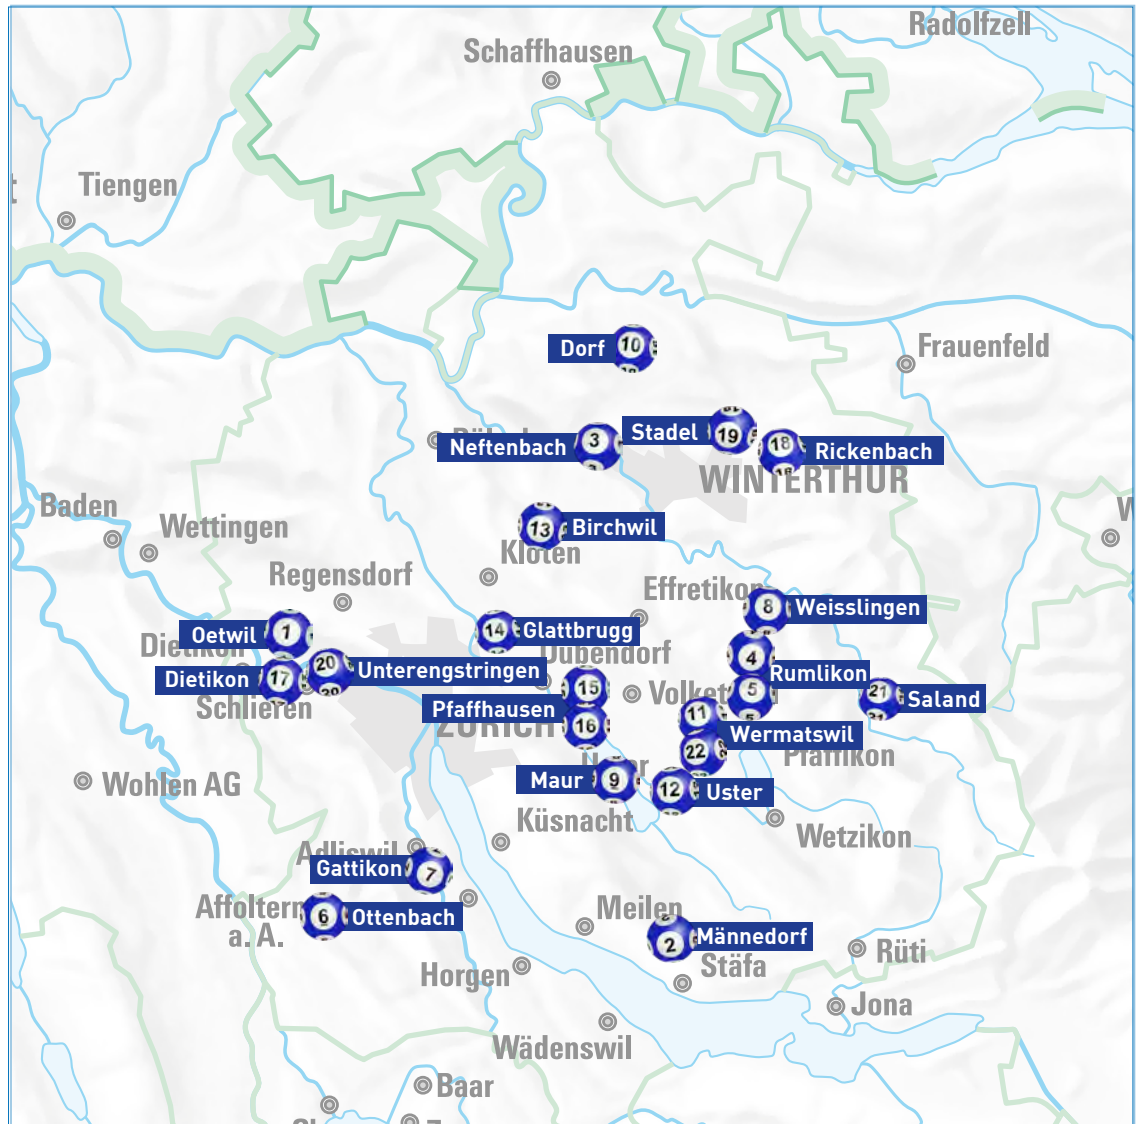 Radolfzell
Schaffhausen
Tiengen
Dorf 10
Frauenfeld
Stadel 19
18 Rickenbach
Neftenbach 3
WINTERTHUR
Baden
Wettingen
13 Birchwil
Kloten
Regensdorf
Effretikon
8 Weisslingen
Oetwil 1
14 Glattbrugg
Dietikon
Dübendorf
4
Rumlikon
5
20 Unterengstringen
Dietikon 17
Schlieren
15
Pfaffhausen
16
ZÜRICH
21 Saland
11
Wermatswil
22
Pfäffikon
Wohlen AG
Maur 9
12 Uster
Küsnacht
Wetzikon
Adliswil
Gattikon 7
Affoltern
a. A.
6 Ottenbach
Meilen
2 Männedorf
Stäfa
Rüti
Horgen
Jona
Wädenswil
Baar